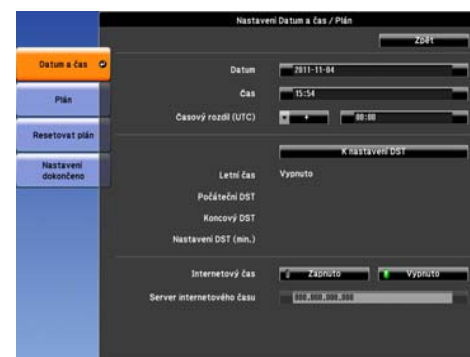 Nastavení Datum a čas / Plán
Zpět
Datum a čas
Plán
Resetovat plán
Nastavení
dokončeno
Datum 2011-11-04
Čas 15:54
Časový rozdíl (UTC) - + 00:00
K nastavení DST
Letní čas Vypnuto
Počáteční DST
Koncový DST
Nastavení DST (min.)
Internetový čas Zapnuto Vypnuto
Server internetového času 000.000.000.000